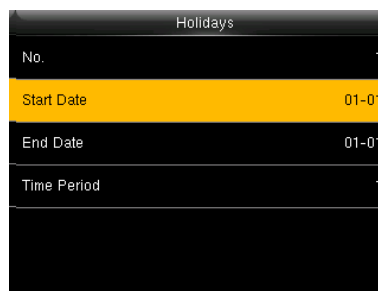 Holidays
No.
Start Date 01-0
End Date 01-0
Time Period